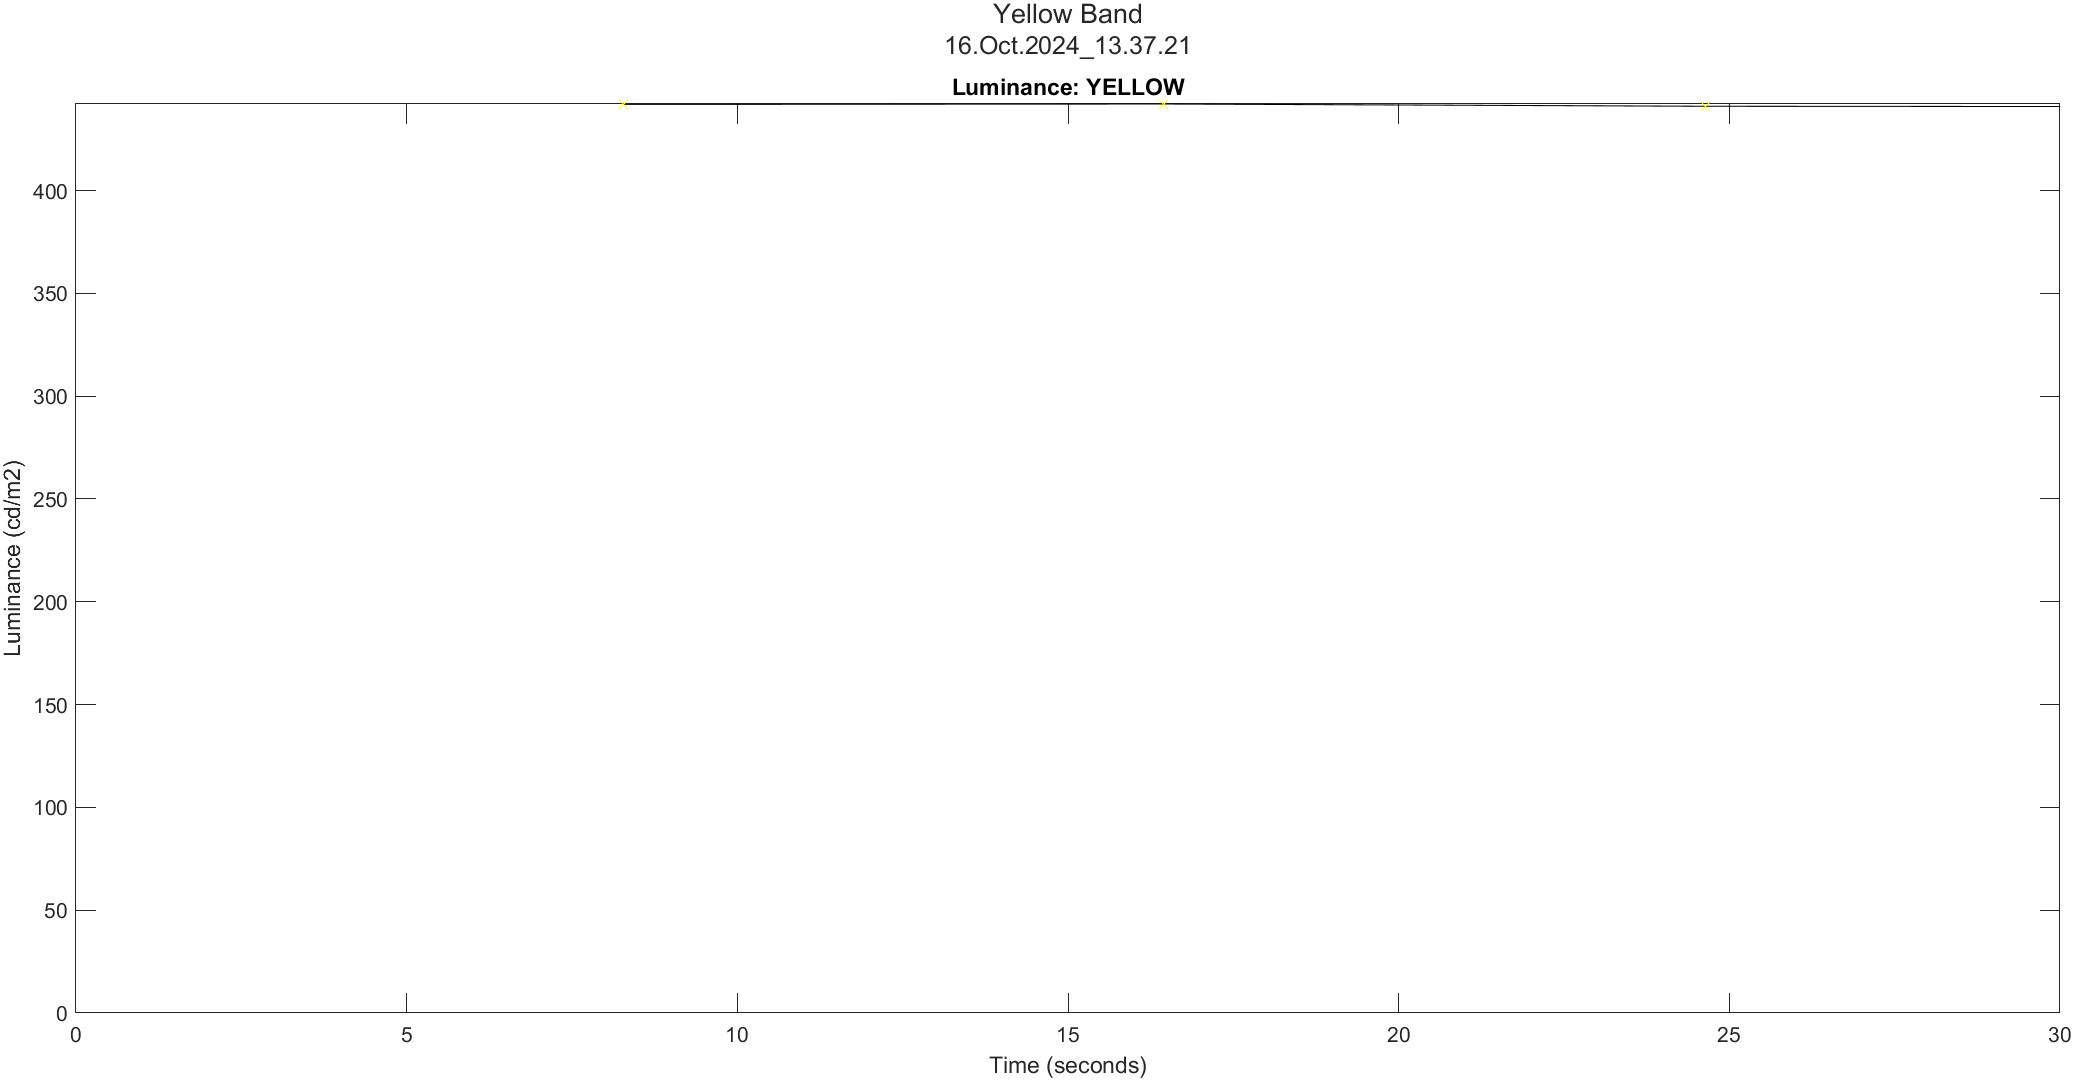 Yellow Band
16.Oct.2024_13.37.21
Luminance: YELLOW
400
350
300
250
200
150
100
50
0
Luminance (cd/m2)
0 5 10 15 20 25 30
Time (seconds)